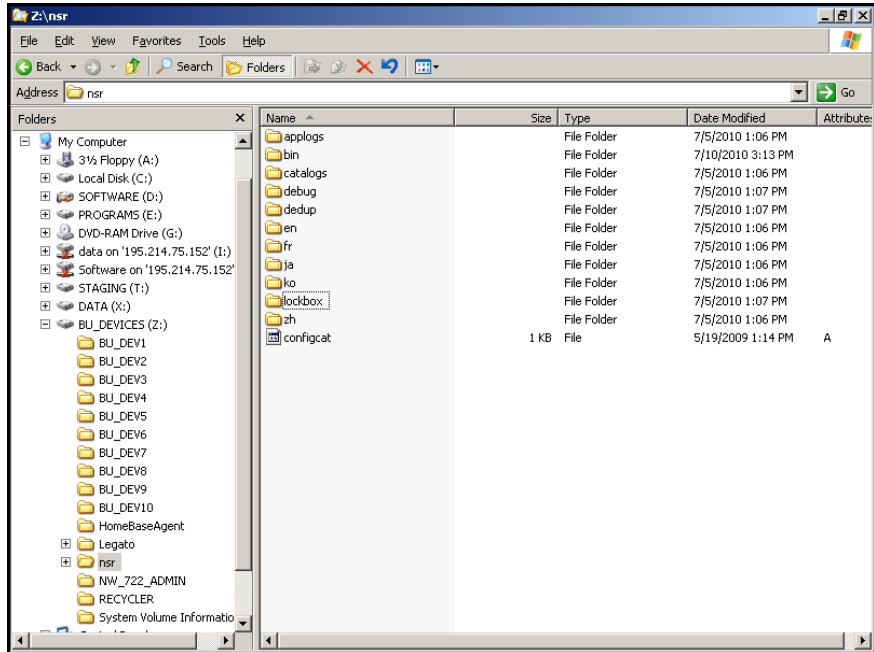 Z:\nsr
File Edit View Favorites Tools Help
Back Search Folders
Address nsr Go
Folders
My Computer
3½ Floppy (A:)
Local Disk (C:)
SOFTWARE (D:)
PROGRAMS (E:)
DVD-RAM Drive (G:)
data on '195.214.75.152' (I:)
Software on '195.214.75.152'
STAGING (T:)
DATA (X:)
BU_DEVICES (Z:)
BU_DEV1
BU_DEV2
BU_DEV3
BU_DEV4
BU_DEV5
BU_DEV6
BU_DEV7
BU_DEV8
BU_DEV9
BU_DEV10
HomeBaseAgent
Legato
nsr
NW_722_ADMIN
RECYCLER
System Volume Informatio
Name Size Type Date Modified Attribute
applogs File Folder 7/5/2010 1:06 PM
bin File Folder 7/10/2010 3:13 PM
catalogs File Folder 7/5/2010 1:06 PM
debug File Folder 7/5/2010 1:07 PM
dedup File Folder 7/5/2010 1:07 PM
en File Folder 7/5/2010 1:06 PM
fr File Folder 7/5/2010 1:06 PM
ja File Folder 7/5/2010 1:06 PM
ko File Folder 7/5/2010 1:06 PM
lockbox File Folder 7/5/2010 1:07 PM
zh File Folder 7/5/2010 1:06 PM
configcat 1 KB File 5/19/2009 1:14 PM A